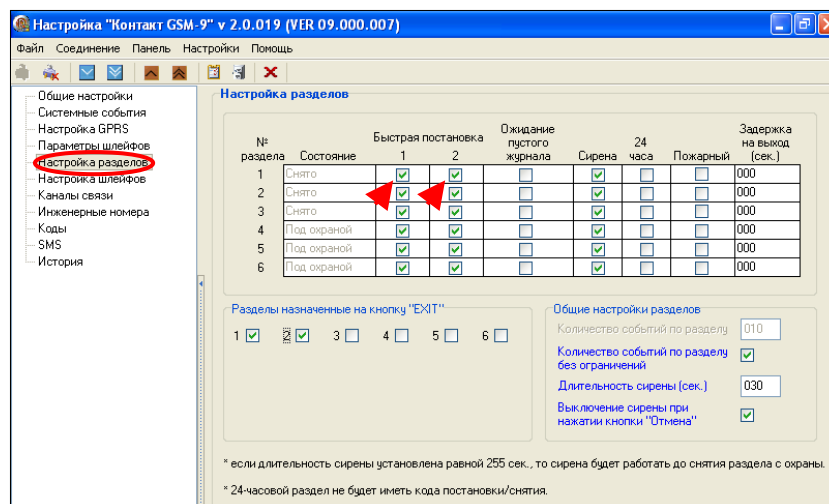 Настройка "Контакт GSM-9" v 2.0.019 (VER 09.000.007)
Файл Соединение Панель Настройки Помощь
Общие настройки
Системные события
Настройка GPRS
Параметры шлейфов
Настройка разделов
Настройка шлейфов
Каналы связи
Инженерные номера
Коды
SMS
История
Настройка разделов
№ раздела Состояние Быстрая постановка 1 2 Ожидание пустого журнала Сирена 24 часа Пожарный Задержка на выход (сек.)
1 Снято 000
2 Снято 000
3 Снято 000
4 Под охраной 000
5 Под охраной 000
6 Под охраной 000
Разделы назначенные на кнопку "EXIT"
1 2 3 4 5 6
Общие настройки разделов
Количество событий по разделу 010
Количество событий по разделу
без ограничений
Длительность сирены (сек.) 030
Выключение сирены при
нажатии кнопки "Отмена"
* если длительность сирены установлена равной 255 сек., то сирена будет работать до снятия раздела с охраны.
* 24-часовой раздел не будет иметь кода постановки/снятия.